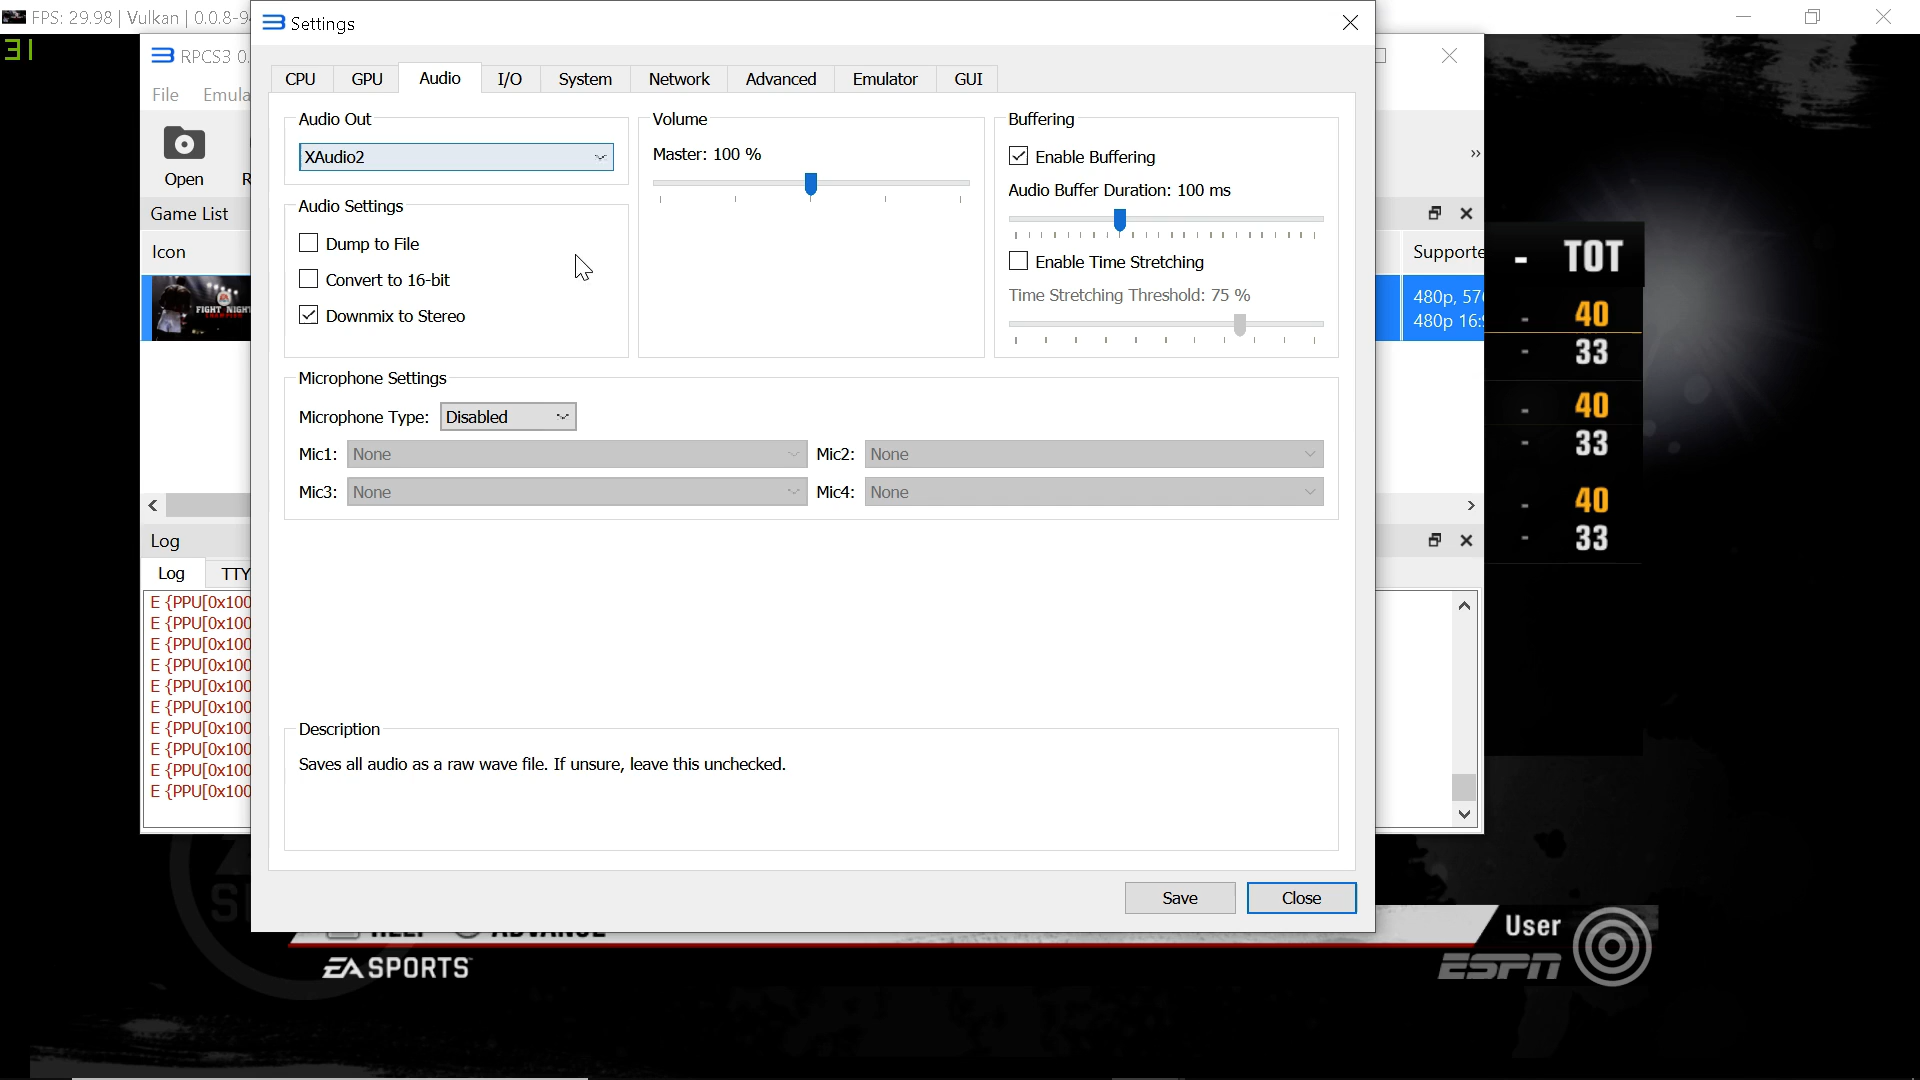 FPS: 29.98 | Vulkan | 0.0.8-9
31
Settings
RPCS3 0.
File Emula
Open
Game List
Icon
FIGHT NIGHT
Supporte
480p, 57
480p 16:
CPU GPU Audio I/O System Network Advanced Emulator GUI
Audio Out
XAudio2
Audio Settings
Dump to File
Convert to 16-bit
Downmix to Stereo
Volume
Master: 100 %
Buffering
Enable Buffering
Audio Buffer Duration: 100 ms
Enable Time Stretching
Time Stretching Threshold: 75 %
Microphone Settings
Microphone Type: Disabled
Mic1: None Mic2: None
Mic3: None Mic4: None
Description
Saves all audio as a raw wave file. If unsure, leave this unchecked.
Save Close
Log
Log TTY
E {PPU[0x100
E {PPU[0x100
E {PPU[0x100
E {PPU[0x100
E {PPU[0x100
E {PPU[0x100
E {PPU[0x100
E {PPU[0x100
E {PPU[0x100
E {PPU[0x100
- TOT
- 40
- 33
- 40
- 33
- 40
- 33
HELP ADVANCE
User
EA SPORTS
ESPN